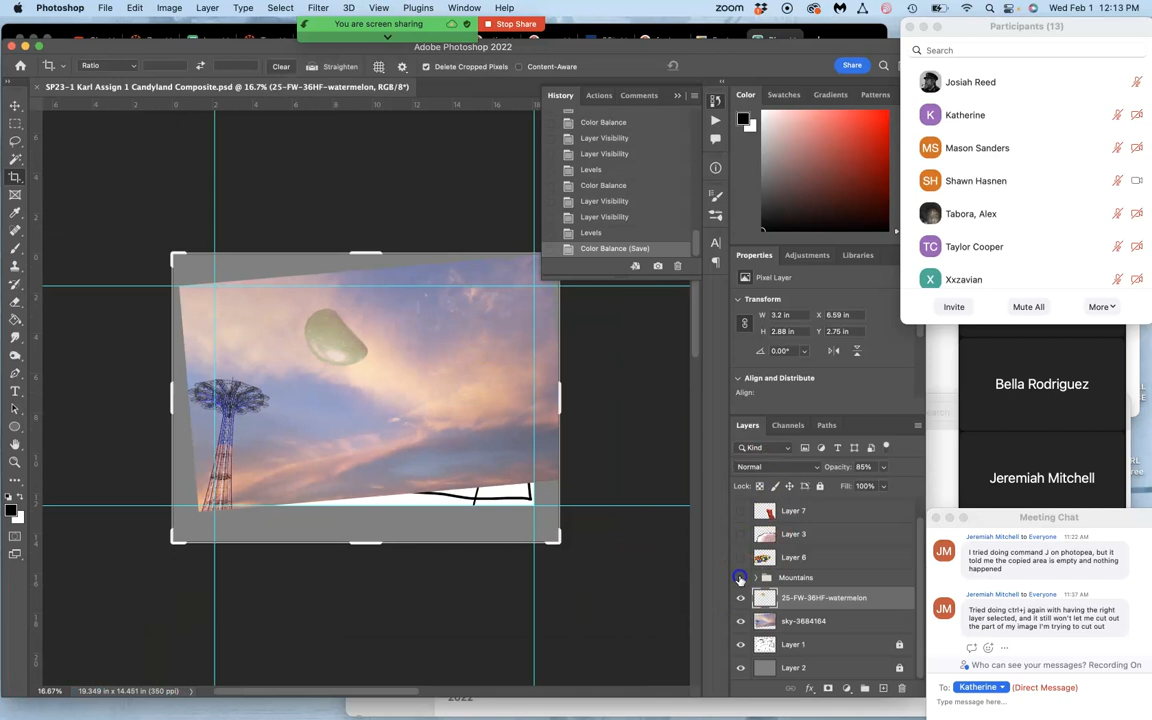 Photoshop File Edit Image Layer Type Select Filter 3D View Plugins Window Help zoom Wed Feb 1 12:13 PM
You are screen sharing Stop Share
Adobe Photoshop 2022
Participants (13)
Ratio Clear Straighten Delete Cropped Pixels Content-Aware Share
Search
SP23-1 Karl Assign 1 Candyland Composite.psd @ 16.7% (25-FW-36HF-watermelon, RGB/8*)
History Actions Comments
Color Balance
Layer Visibility
Layer Visibility
Levels
Color Balance
Layer Visibility
Layer Visibility
Levels
Color Balance (Save)
Color Swatches Gradients Patterns
Properties Adjustments Libraries
Pixel Layer
Transform
W: 3.2 in X: 6.59 in
H: 2.88 in Y: 2.75 in
0.00°
Align and Distribute
Align:
Layers Channels Paths
Kind
Normal Opacity: 85%
Lock: Fill: 100%
Layer 7
Layer 3
Layer 6
Mountains
25-FW-36HF-watermelon
sky-3684164
Layer 1
Layer 2
16.67% 19.349 in x 14.451 in (350 ppi)
2022
Josiah Reed
K Katherine
MS Mason Sanders
SH Shawn Hasnen
Tabora, Alex
TC Taylor Cooper
X Xxzavian
Invite Mute All More
Bella Rodriguez
Jeremiah Mitchell
Meeting Chat
Jeremiah Mitchell to Everyone 11:22 AM
JM I tried doing command J on photopea, but it
told me the copied area is empty and nothing
happened
Jeremiah Mitchell to Everyone 11:37 AM
JM Tried doing ctrl+j again with having the right
layer selected, and it still won't let me cut out
the part of my image I'm trying to cut out
Who can see your messages? Recording On
To: Katherine (Direct Message)
Type message here...